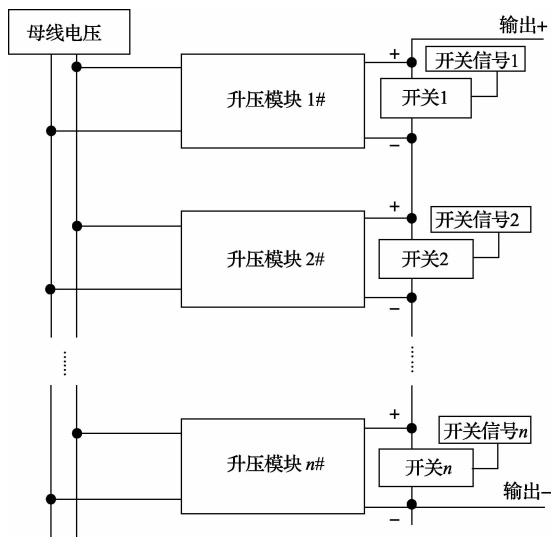 母线电压
输出+
+
开关信号1
升压模块 1#
开关1
−
+
开关信号2
升压模块 2#
开关2
−
+
开关信号n
升压模块 n#
开关n
输出−
−